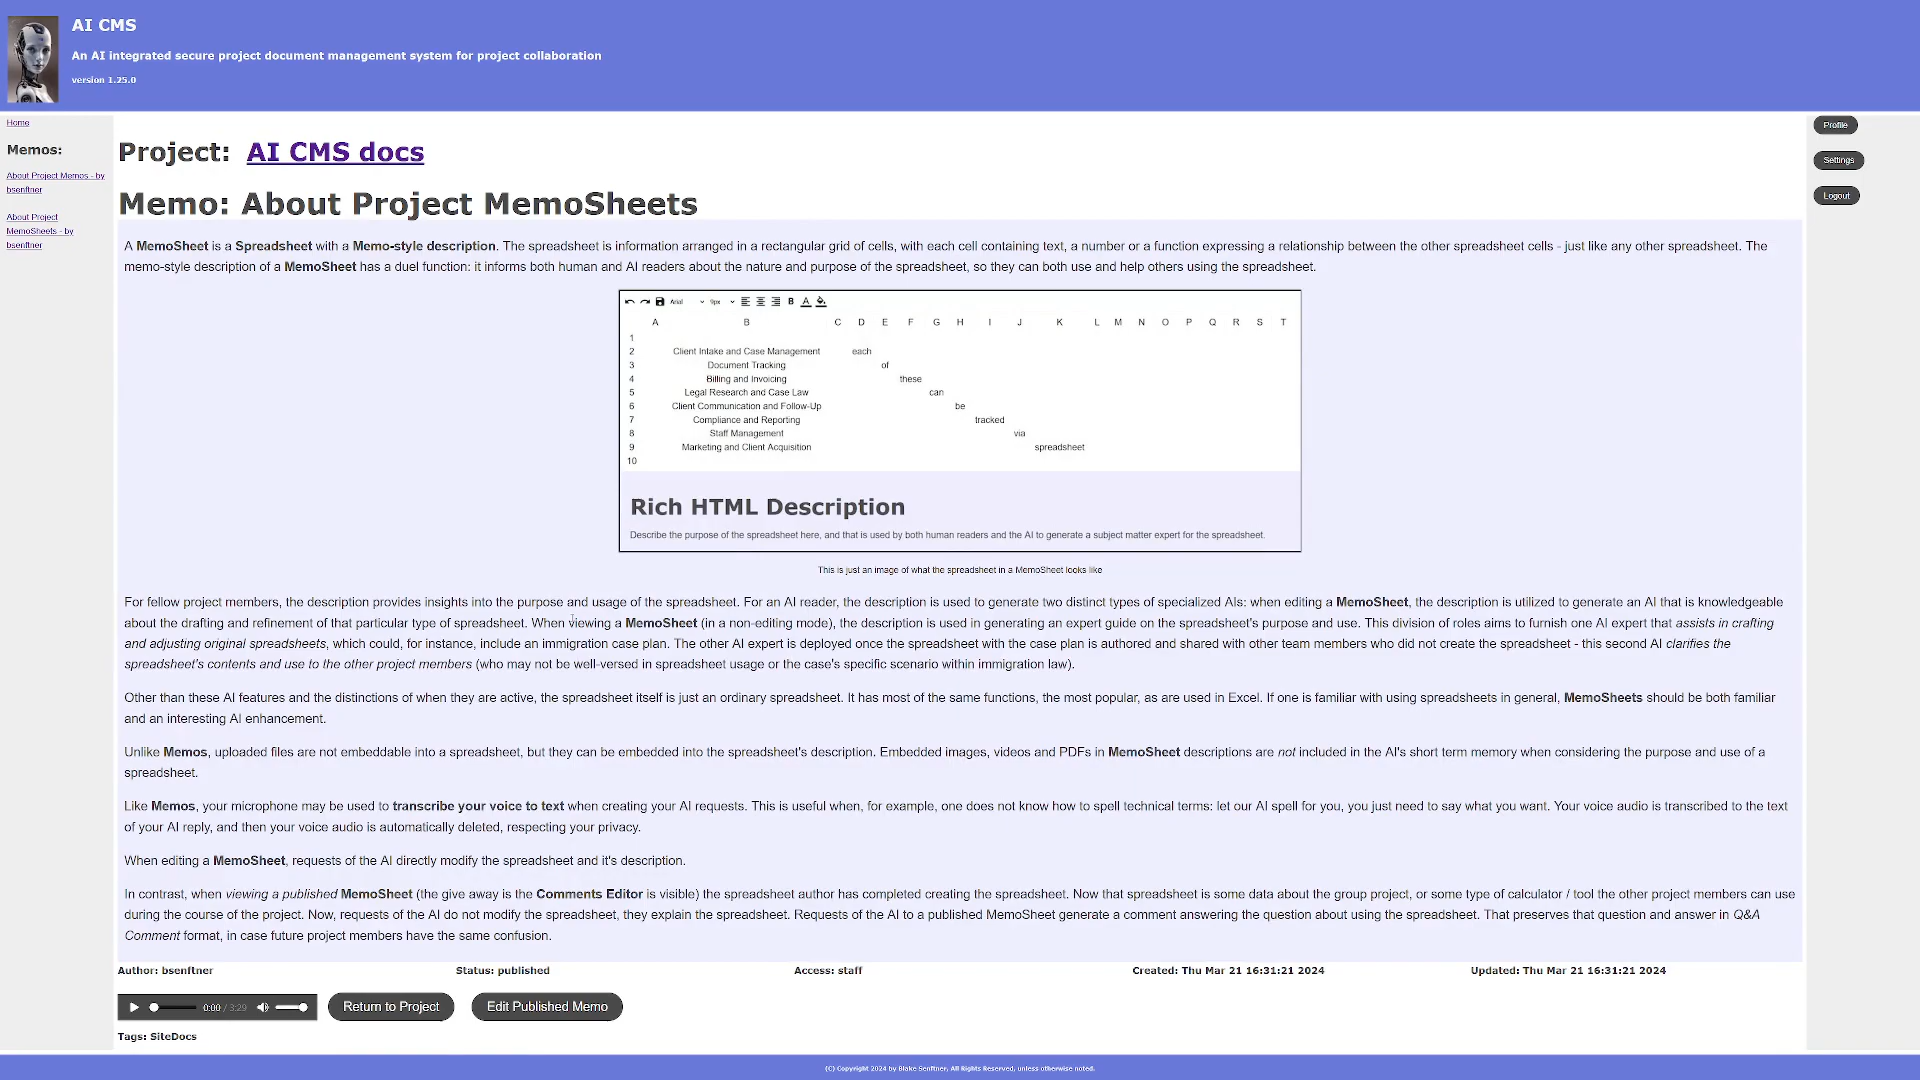 AI CMS
An AI integrated secure project document management system for project collaboration
version 1.25.0
Home
Memos:
About Project Memos - by
bsenftner
About Project
MemoSheets - by
bsenftner
Profile
Settings
Logout
Project: AI CMS docs
Memo: About Project MemoSheets
A MemoSheet is a Spreadsheet with a Memo-style description. The spreadsheet is information arranged in a rectangular grid of cells, with each cell containing text, a number or a function expressing a relationship between the other spreadsheet cells - just like any other spreadsheet. The
memo-style description of a MemoSheet has a duel function: it informs both human and AI readers about the nature and purpose of the spreadsheet, so they can both use and help others using the spreadsheet.
Arial 9px B A
A B C D E F G H I J K L M N O P Q R S T
1
2 Client Intake and Case Management each
3 Document Tracking of
4 Billing and Invoicing these
5 Legal Research and Case Law can
6 Client Communication and Follow-Up be
7 Compliance and Reporting tracked
8 Staff Management via
9 Marketing and Client Acquisition spreadsheet
10
Rich HTML Description
Describe the purpose of the spreadsheet here, and that is used by both human readers and the AI to generate a subject matter expert for the spreadsheet.
This is just an image of what the spreadsheet in a MemoSheet looks like
For fellow project members, the description provides insights into the purpose and usage of the spreadsheet. For an AI reader, the description is used to generate two distinct types of specialized AIs: when editing a MemoSheet, the description is utilized to generate an AI that is knowledgeable
about the drafting and refinement of that particular type of spreadsheet. When viewing a MemoSheet (in a non-editing mode), the description is used in generating an expert guide on the spreadsheet's purpose and use. This division of roles aims to furnish one AI expert that assists in crafting
and adjusting original spreadsheets, which could, for instance, include an immigration case plan. The other AI expert is deployed once the spreadsheet with the case plan is authored and shared with other team members who did not create the spreadsheet - this second AI clarifies the
spreadsheet's contents and use to the other project members (who may not be well-versed in spreadsheet usage or the case's specific scenario within immigration law).
Other than these AI features and the distinctions of when they are active, the spreadsheet itself is just an ordinary spreadsheet. It has most of the same functions, the most popular, as are used in Excel. If one is familiar with using spreadsheets in general, MemoSheets should be both familiar
and an interesting AI enhancement.
Unlike Memos, uploaded files are not embeddable into a spreadsheet, but they can be embedded into the spreadsheet's description. Embedded images, videos and PDFs in MemoSheet descriptions are not included in the AI's short term memory when considering the purpose and use of a
spreadsheet.
Like Memos, your microphone may be used to transcribe your voice to text when creating your AI requests. This is useful when, for example, one does not know how to spell technical terms: let our AI spell for you, you just need to say what you want. Your voice audio is transcribed to the text
of your AI reply, and then your voice audio is automatically deleted, respecting your privacy.
When editing a MemoSheet, requests of the AI directly modify the spreadsheet and it's description.
In contrast, when viewing a published MemoSheet (the give away is the Comments Editor is visible) the spreadsheet author has completed creating the spreadsheet. Now that spreadsheet is some data about the group project, or some type of calculator / tool the other project members can use
during the course of the project. Now, requests of the AI do not modify the spreadsheet, they explain the spreadsheet. Requests of the AI to a published MemoSheet generate a comment answering the question about using the spreadsheet. That preserves that question and answer in Q&A
Comment format, in case future project members have the same confusion.
Author: bsenftner Status: published Access: staff Created: Thu Mar 21 16:31:21 2024 Updated: Thu Mar 21 16:31:21 2024
0:00 / 3:29 Return to Project Edit Published Memo
Tags: SiteDocs
(C) Copyright 2024 by Blake Senftner, All Rights Reserved, unless otherwise noted.